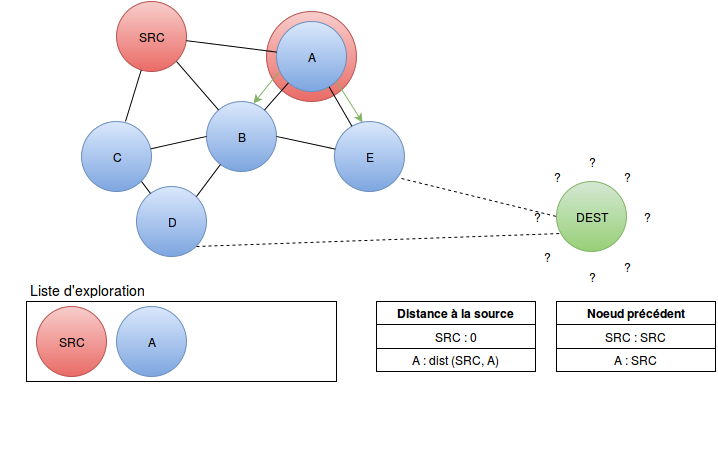 SRC
A
B
C
E
D
?
?
?
?
DEST
?
?
?
?
Liste d'exploration
SRC
A
Distance à la source
SRC : 0
A : dist (SRC, A)
Noeud précédent
SRC : SRC
A : SRC